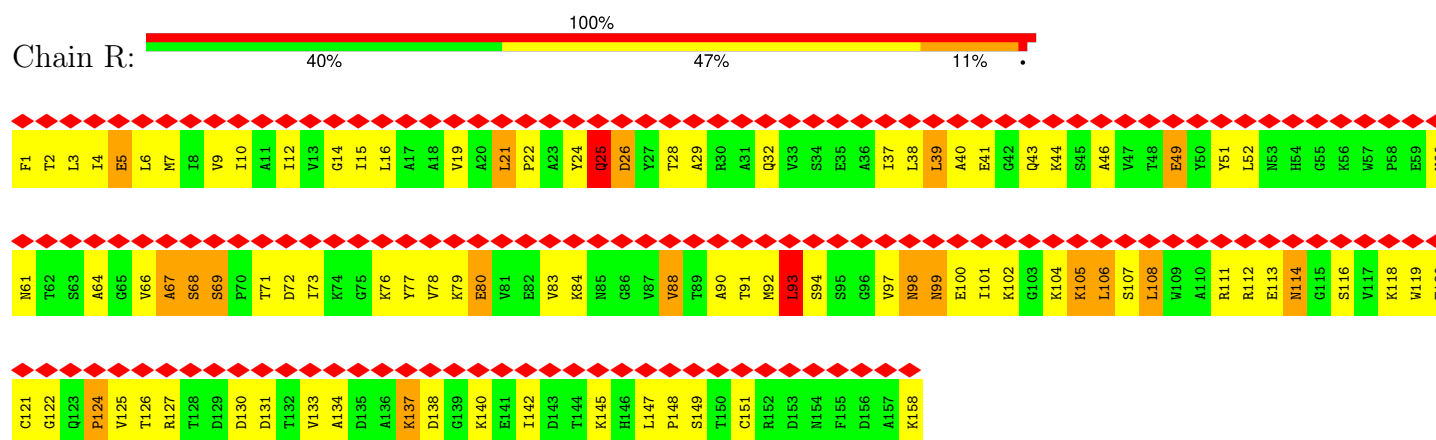 100%
Chain R:
40% 47% 11% •
F1 T2 L3 I4 E5 L6 M7 I8 V9 I10 A11 I12 V13 G14 I15 L16 A17 A18 V19 A20 L21 P22 A23 Y24 Q25 D26 Y27 T28 A29 R30 A31 Q32 V33 S34 E35 A36 I37 L38 L39 A40 E41 G42 Q43 K44 S45 A46 V47 T48 E49 Y50 Y51 L52 N53 H54 G55 K56 W57 P58 E59
N61 T62 S63 A64 G65 V66 A67 S68 S69 P70 T71 D72 I73 K74 G75 K76 Y77 V78 K79 E80 V81 E82 V83 K84 N85 G86 V87 V88 T89 A90 T91 M92 L93 S94 S95 G96 V97 N98 N99 E100 I101 K102 G103 K104 K105 L106 S107 L108 W109 A110 R111 R112 E113 N114 G115 S116 V117 K118 W119
C121 G122 Q123 P124 V125 T126 R127 T128 D129 D130 D131 T132 V133 A134 D135 A136 K137 D138 G139 K140 E141 I142 D143 T144 K145 H146 L147 P148 S149 T150 C151 R152 D153 N154 F155 D156 A157 K158